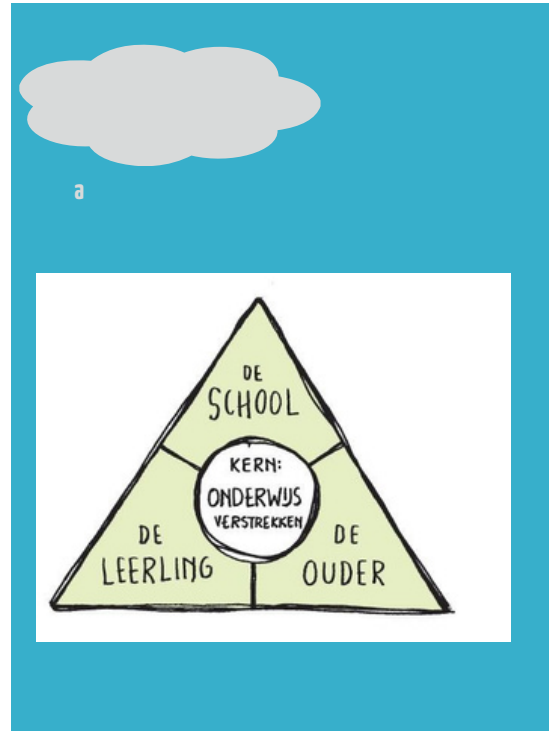 a
DE
SCHOOL
KERN:
ONDERWIJS
VERSTREKKEN
DE
LEERLING
DE
OUDER